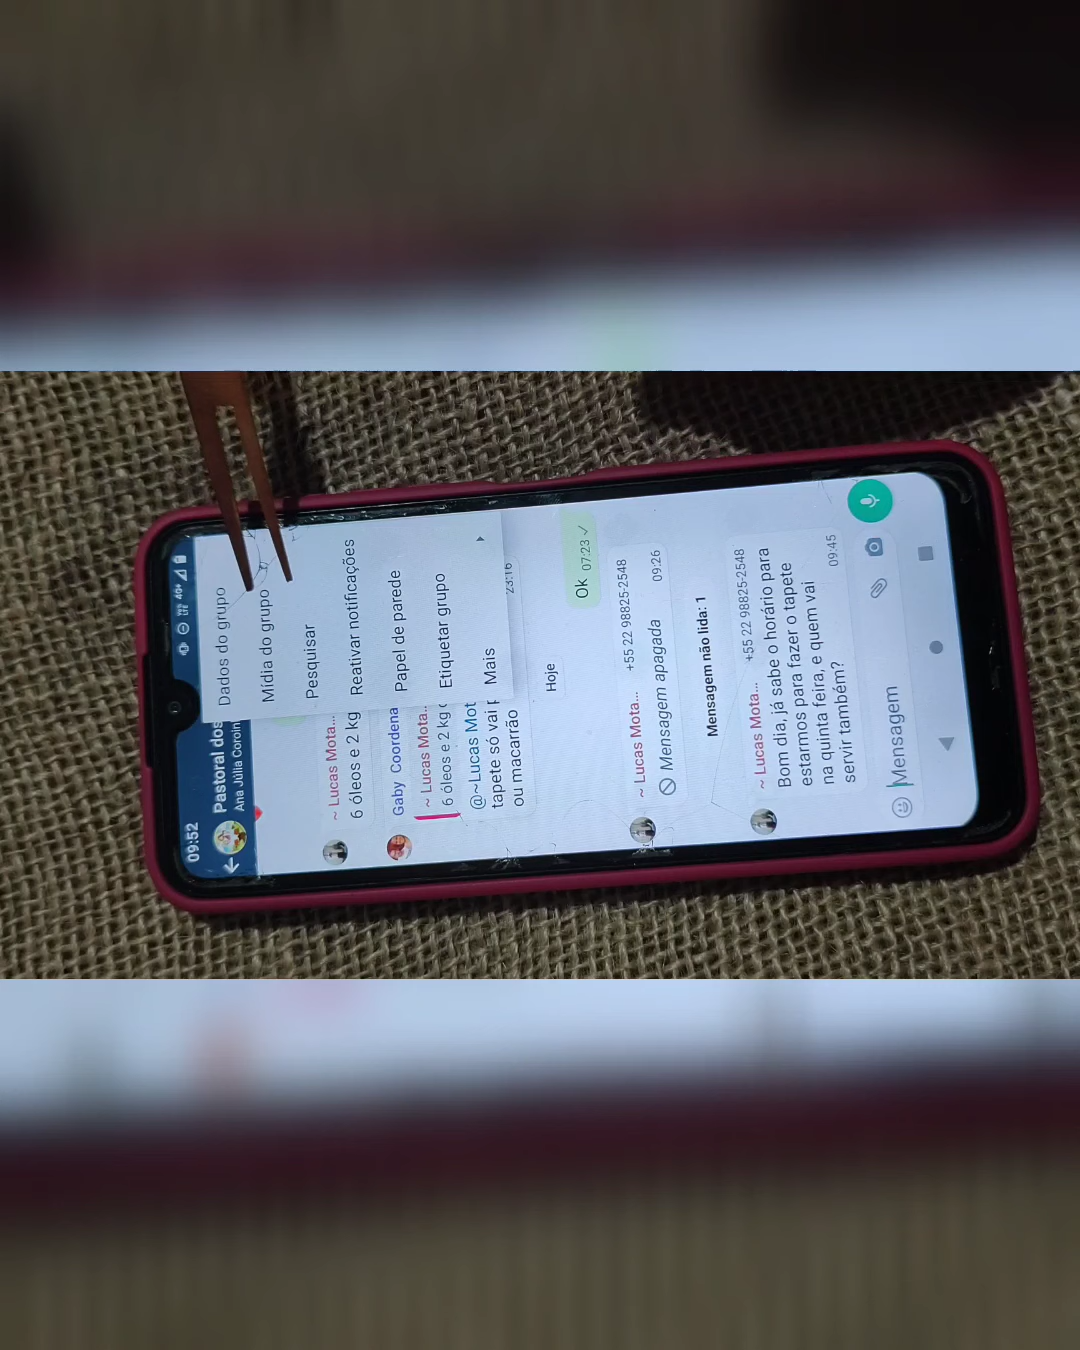 09:52
Vo9
LTE
4G+
Pastoral dos
Ana Júlia Coroin
Dados do grupo
Mídia do grupo
Pesquisar
Reativar notificações
Papel de parede
Etiquetar grupo
Mais
~ Lucas Mota...
6 óleos e 2 kg
Gaby Coordena
~ Lucas Mota...
6 óleos e 2 kg
@~Lucas Mot
tapete só vai
ou macarrão
23:16
Hoje
Ok 07:23
~ Lucas Mota... +55 22 98825-2548
Mensagem apagada 09:26
Mensagem não lida: 1
~ Lucas Mota... +55 22 98825-2548
Bom dia, já sabe o horário para
estarmos para fazer o tapete
na quinta feira, e quem vai
servir também?
09:45
Mensagem